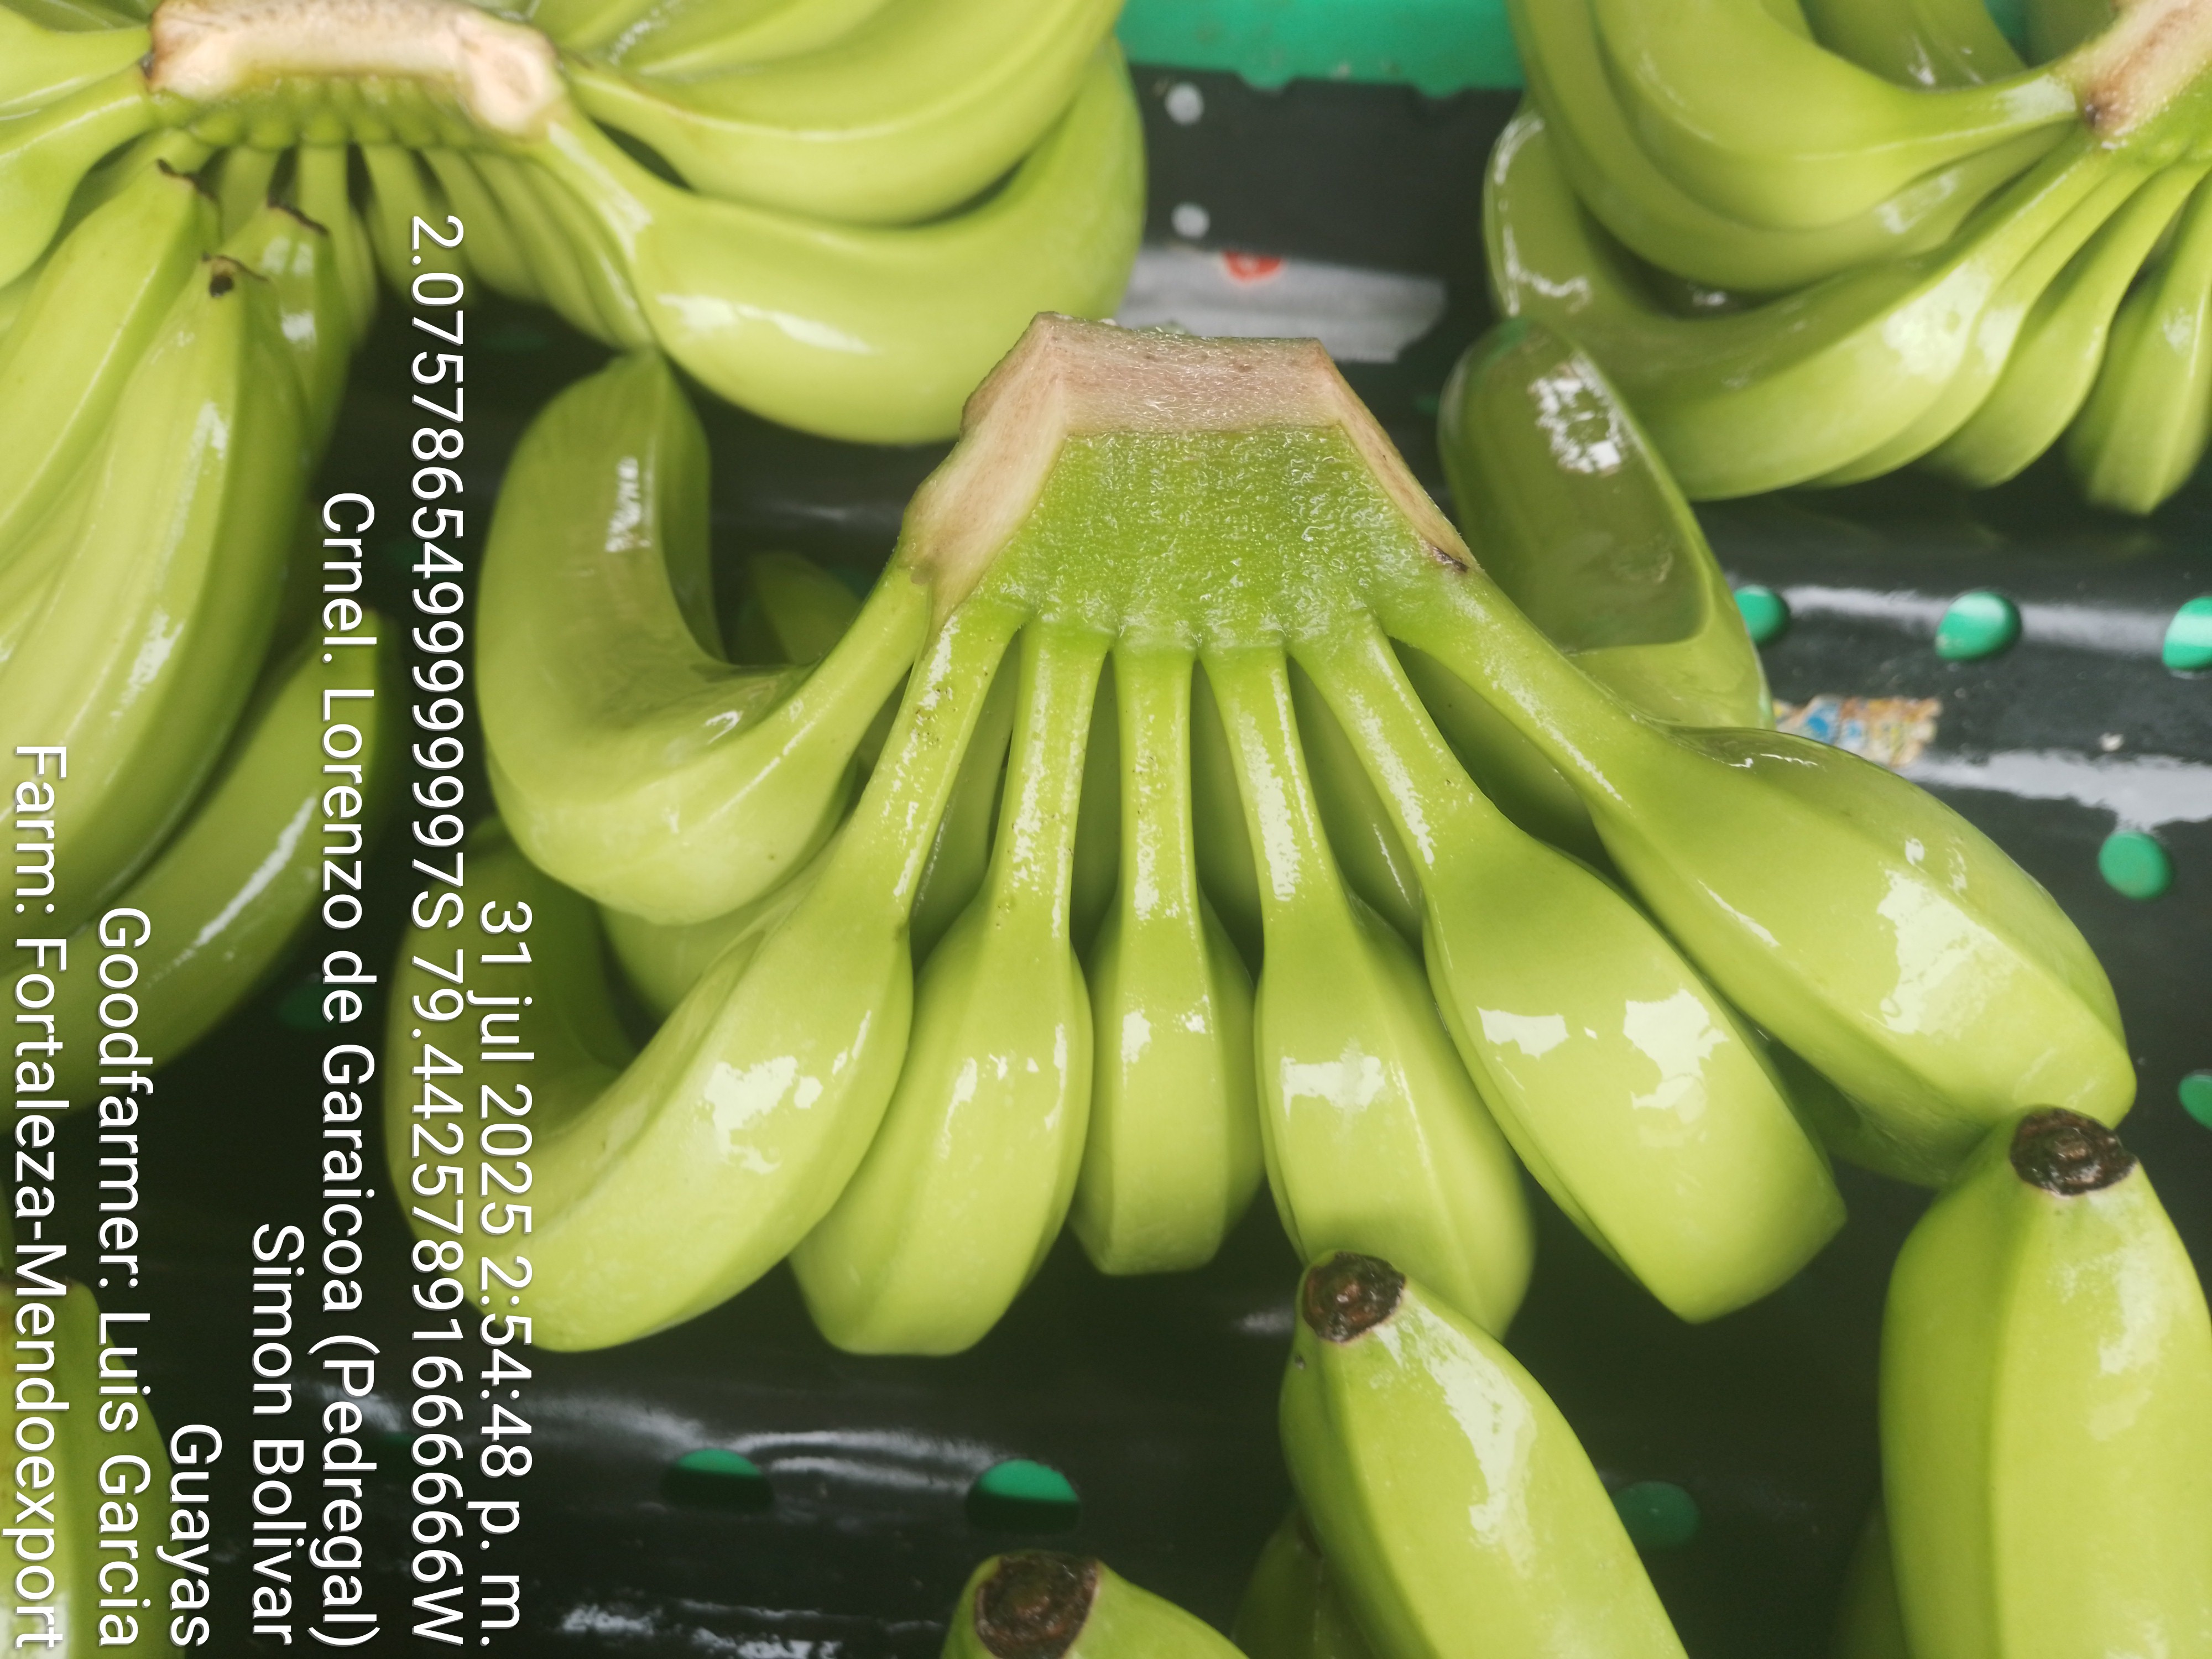 31 jul 2025 2:54:48 p. m.
2.0757865499999997S 79.44257891666666W
Crnel. Lorenzo de Garaicoa (Pedregal)
Simon Bolivar
Guayas
Goodfarmer: Luis Garcia
Farm: Fortaleza-Mendoexport